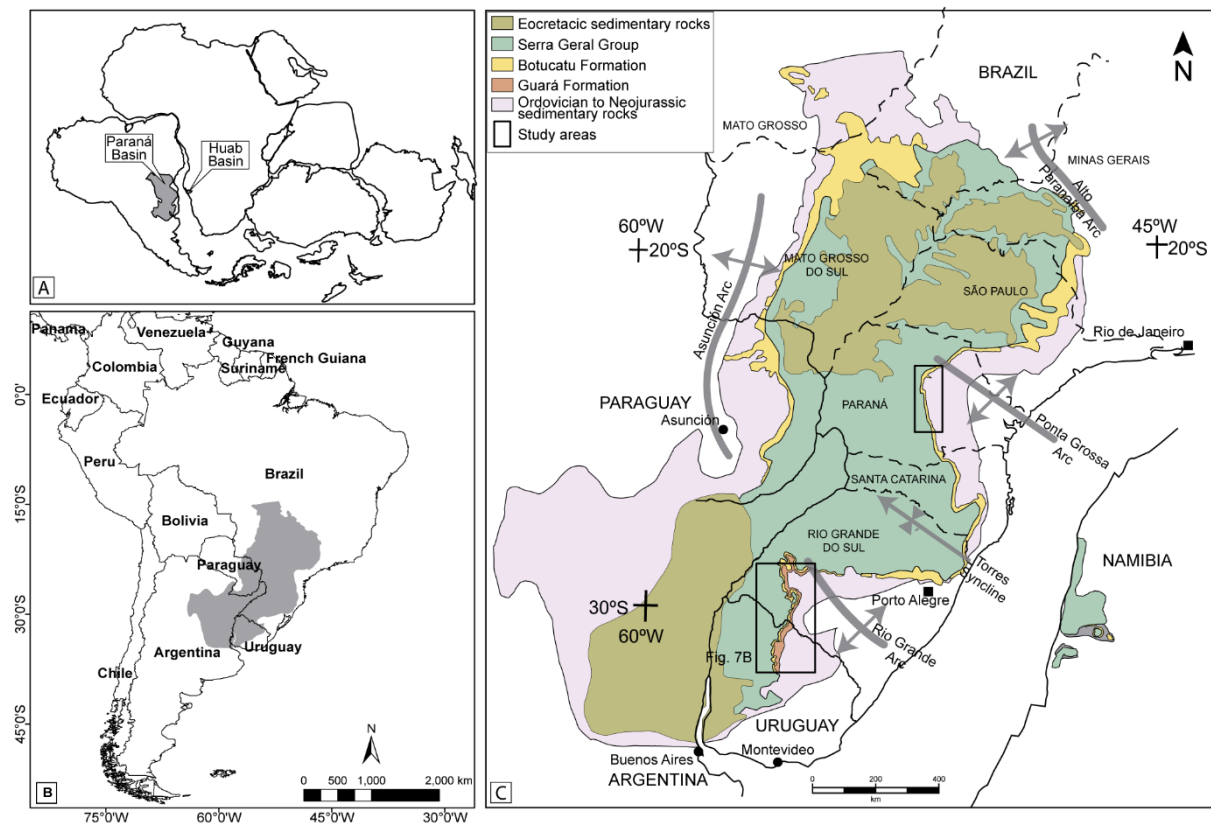 Paraná
Basin
Huab
Basin
A
Panama
Venezuela
Guyana
French Guiana
Suriname
Colombia
Ecuador
Peru
Brazil
Bolivia
Paraguay
Uruguay
Argentina
Chile
0°0'
15°0'S
30°0'S
45°0'S
N
0 500 1,000 2,000 km
B
75°0'W 60°0'W 45°0'W 30°0'W
Eocretacic sedimentary rocks
Serra Geral Group
Botucatu Formation
Guará Formation
Ordovician to Neojurassic
sedimentary rocks
Study areas
N
BRAZIL
MATO GROSSO
MINAS GERAIS
Alto
Paranaíba Arc
60ºW
20ºS
45ºW
20ºS
MATO GROSSO
DO SUL
SÃO PAULO
Asunción Arc
Rio de Janeiro
PARAGUAY
Asunción
PARANÁ
Ponta Grossa
Arc
SANTA CATARINA
RIO GRANDE
DO SUL
Torres
Syncline
NAMIBIA
Porto Alegre
30ºS
60ºW
Rio Grande
Arc
Fig. 7B
URUGUAY
Montevideo
Buenos Aires
ARGENTINA
0 200 400
km
C